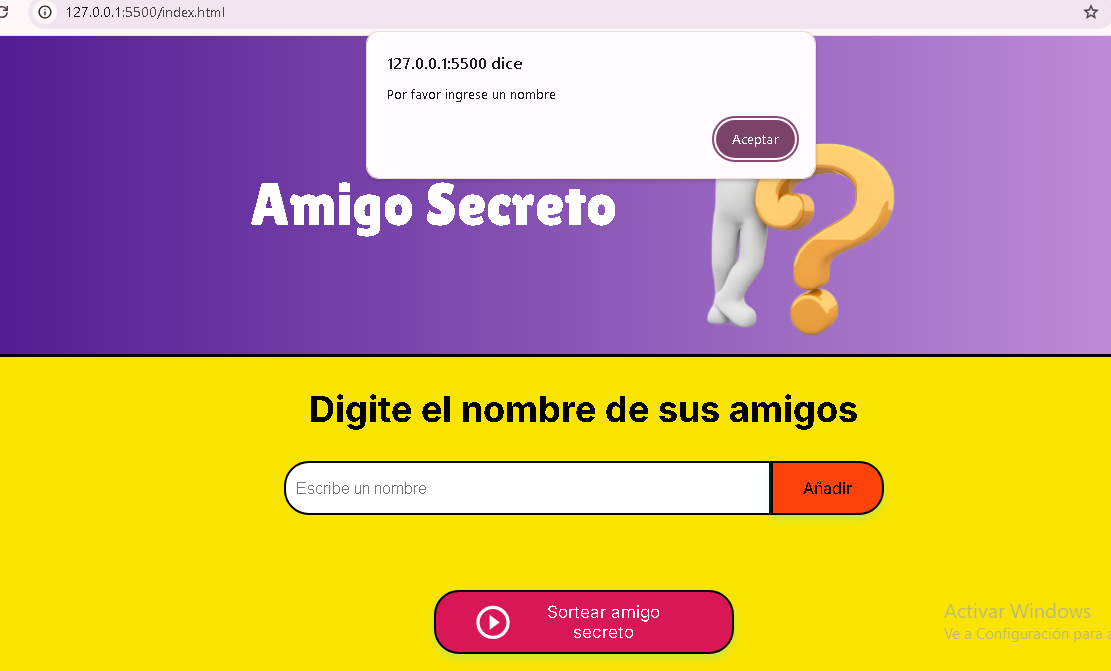 127.0.0.1:5500/index.html
127.0.0.1:5500 dice
Por favor ingrese un nombre
Aceptar
Amigo Secreto
Digite el nombre de sus amigos
Escribe un nombre
Añadir
Sortear amigo
secreto
Activar Windows
Ve a Configuración para